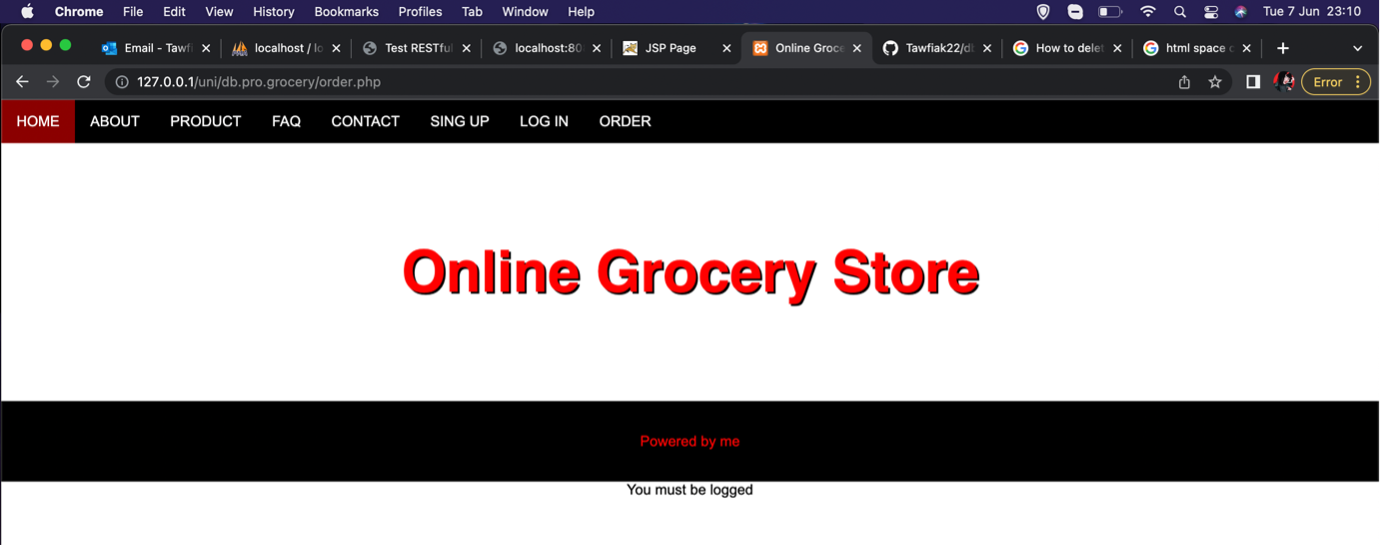 Chrome File Edit View History Bookmarks Profiles Tab Window Help Tue 7 Jun 23:10
Email - Tawfi localhost / lo Test RESTful localhost:80 JSP Page Online Groce Tawfiak22/d How to delet html space
127.0.0.1/uni/db.pro.grocery/order.php Error
HOME ABOUT PRODUCT FAQ CONTACT SING UP LOG IN ORDER
Online Grocery Store
Powered by me
You must be logged